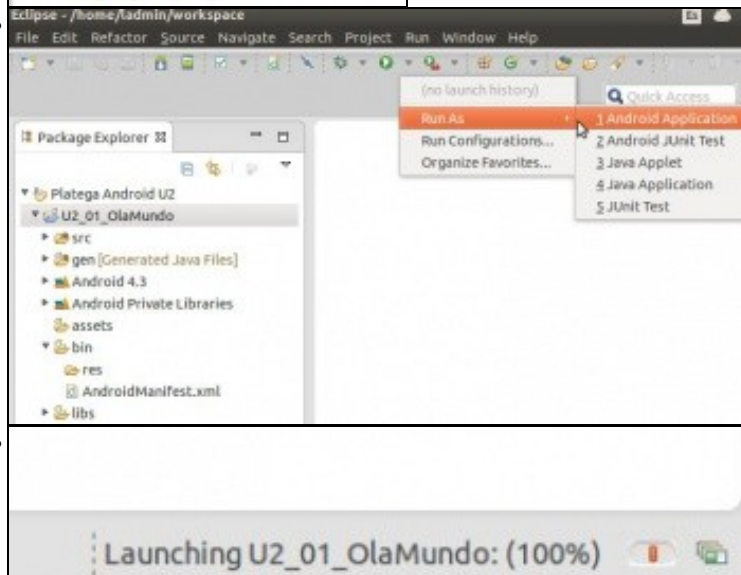 Eclipse - /home/ladmin/workspace
File Edit Refactor Source Navigate Search Project Run Window Help
(no launch history)
Quick Access
Run As
1 Android Application
Package Explorer
Run Configurations...
2 Android JUnit Test
Organize Favorites...
3 Java Applet
4 Java Application
5 JUnit Test
Platega Android U2
U2_01_OlaMundo
src
gen [Generated Java Files]
Android 4.3
Android Private Libraries
assets
bin
res
AndroidManifest.xml
libs
Launching U2_01_OlaMundo: (100%)